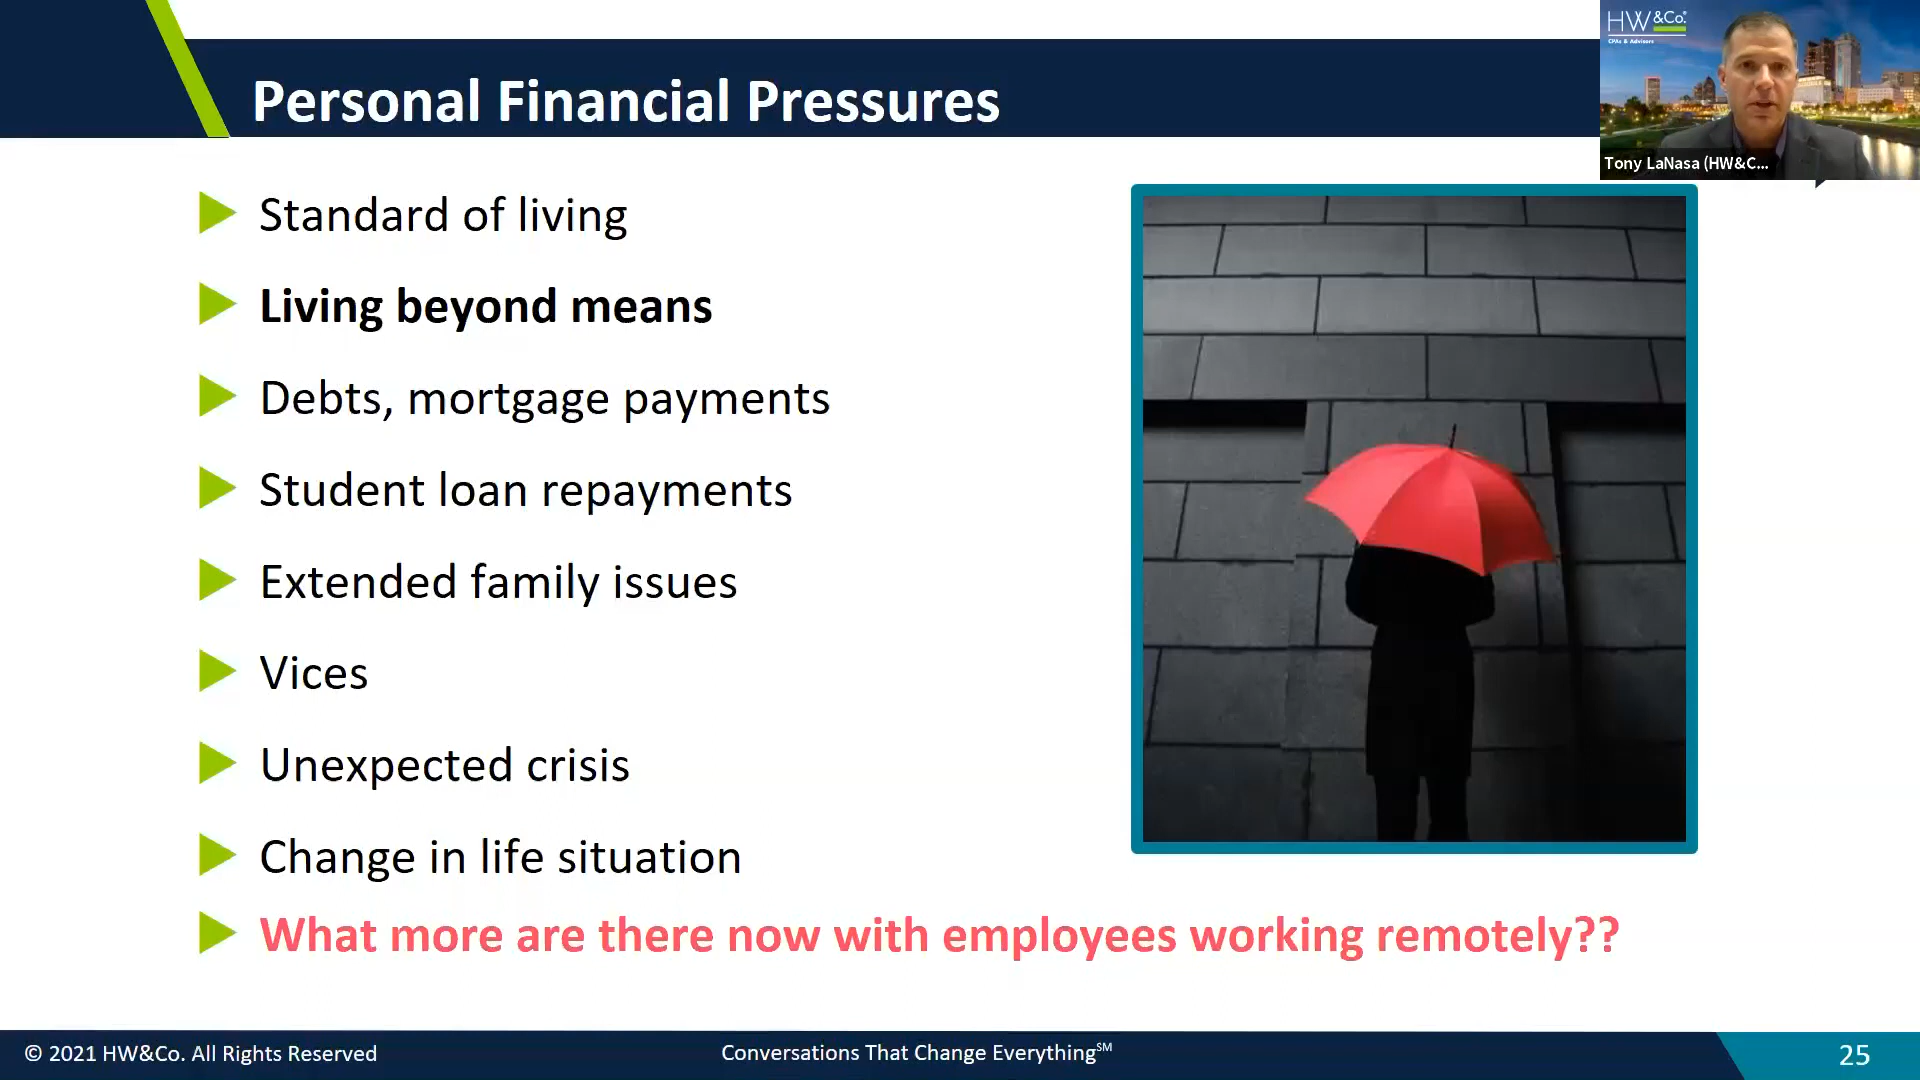 Personal Financial Pressures
HW&Co.®
CPAs & Advisors
Tony LaNasa (HW&C...
Standard of living
Living beyond means
Debts, mortgage payments
Student loan repayments
Extended family issues
Vices
Unexpected crisis
Change in life situation
What more are there now with employees working remotely??
© 2021 HW&Co. All Rights Reserved
Conversations That Change Everything℠
25